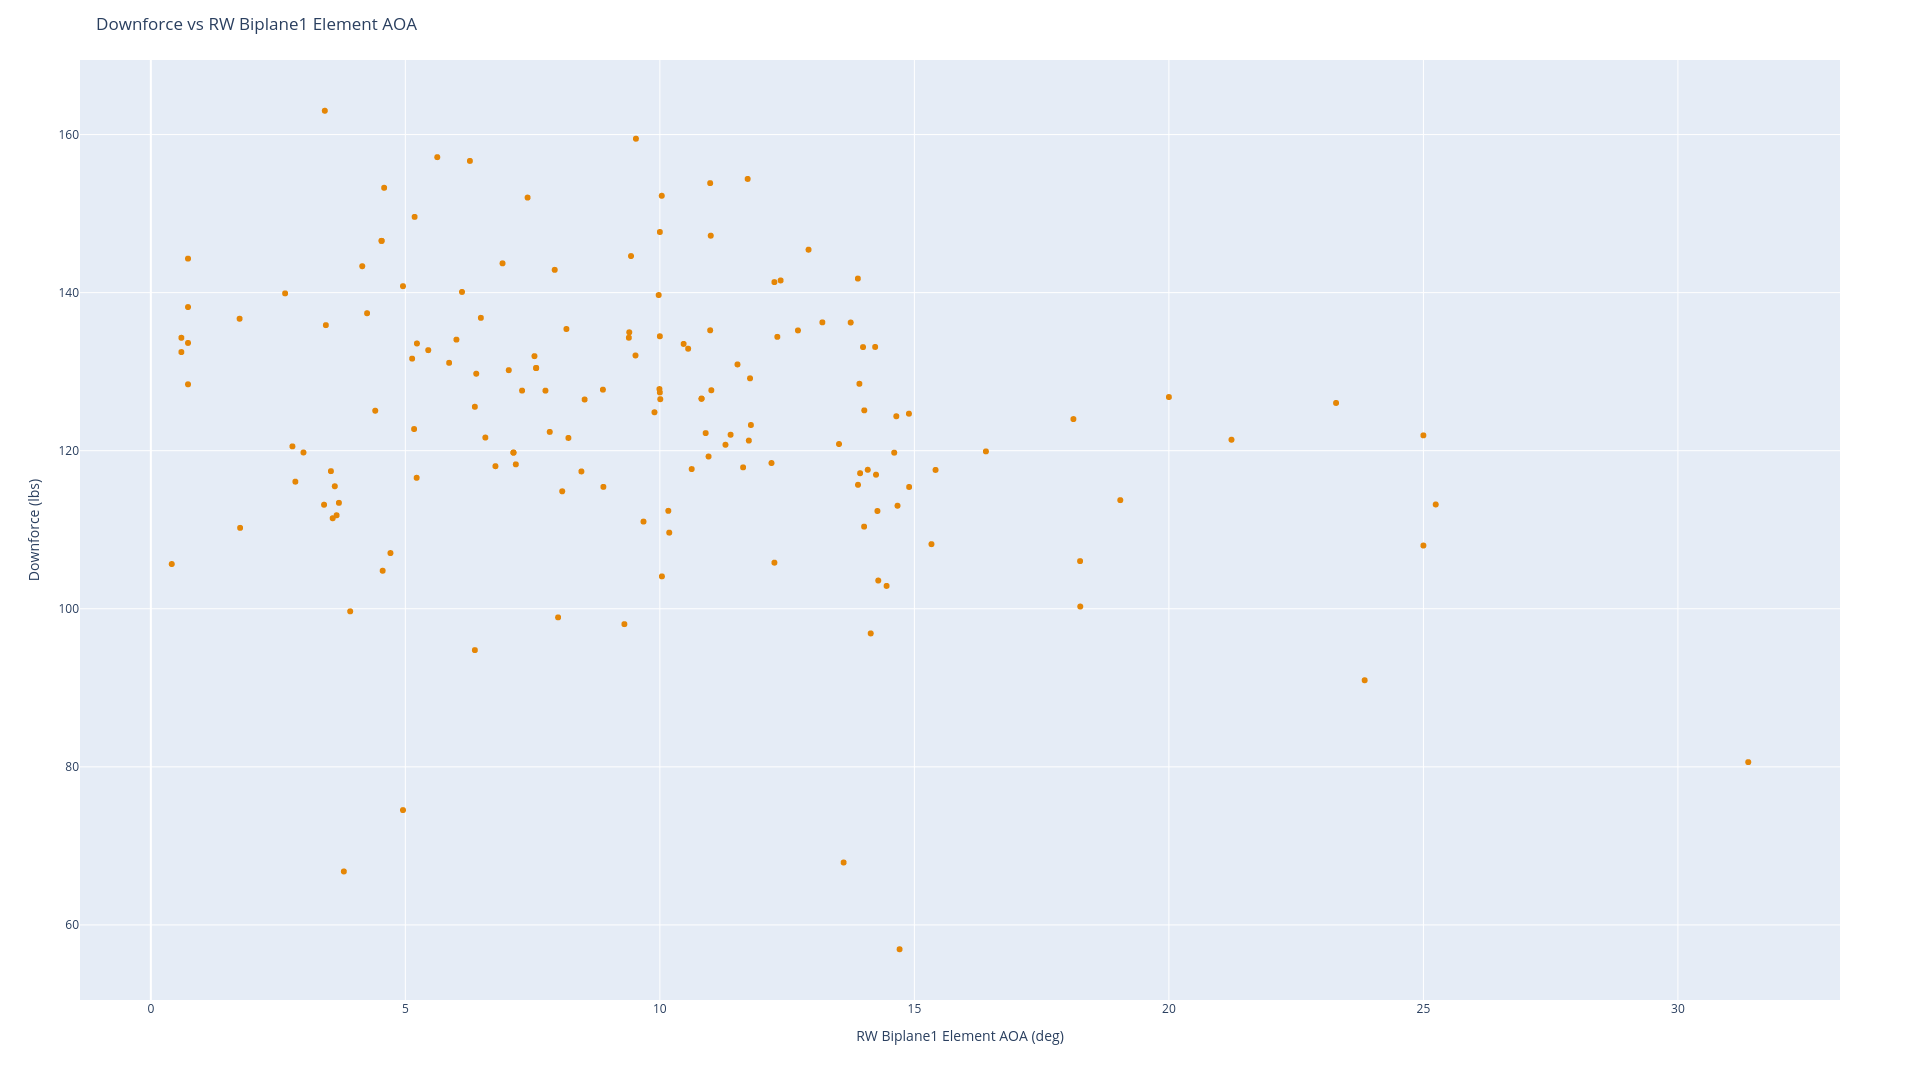 Downforce vs RW Biplane1 Element AOA
160
140
120
100
80
60
Downforce (lbs)
0 5 10 15 20 25 30
RW Biplane1 Element AOA (deg)